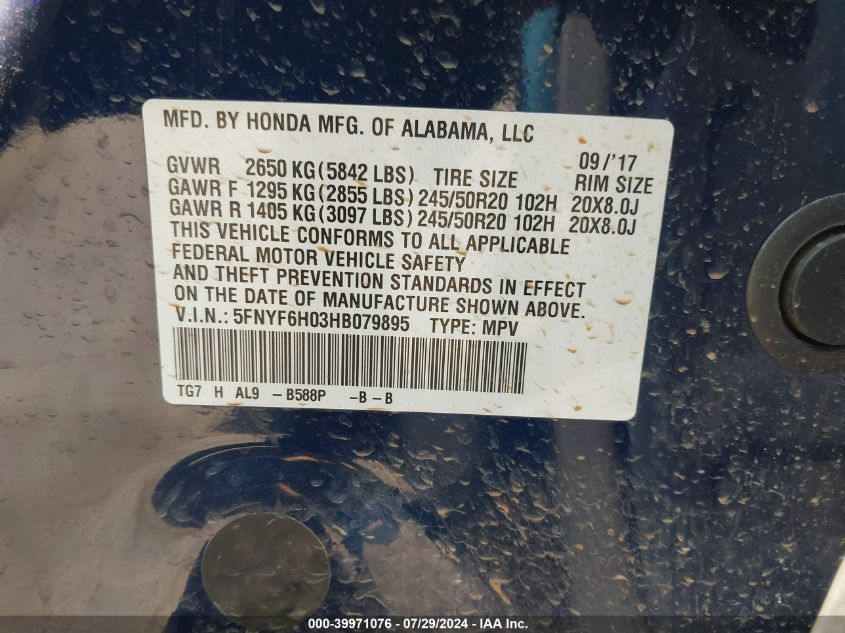 MFD. BY HONDA MFG. OF ALABAMA, LLC
09/'17
GVWR 2650 KG(5842 LBS) TIRE SIZE RIM SIZE
GAWR F 1295 KG(2855 LBS) 245/50R20 102H 20X8.0J
GAWR R 1405 KG(3097 LBS) 245/50R20 102H 20X8.0J
THIS VEHICLE CONFORMS TO ALL APPLICABLE
FEDERAL MOTOR VEHICLE SAFETY
AND THEFT PREVENTION STANDARDS IN EFFECT
ON THE DATE OF MANUFACTURE SHOWN ABOVE.
V.I.N.: 5FNYF6H03HB079895 TYPE: MPV
TG7 H AL9 -B588P -B-B
000-39971076 - 07/29/2024 - IAA Inc.